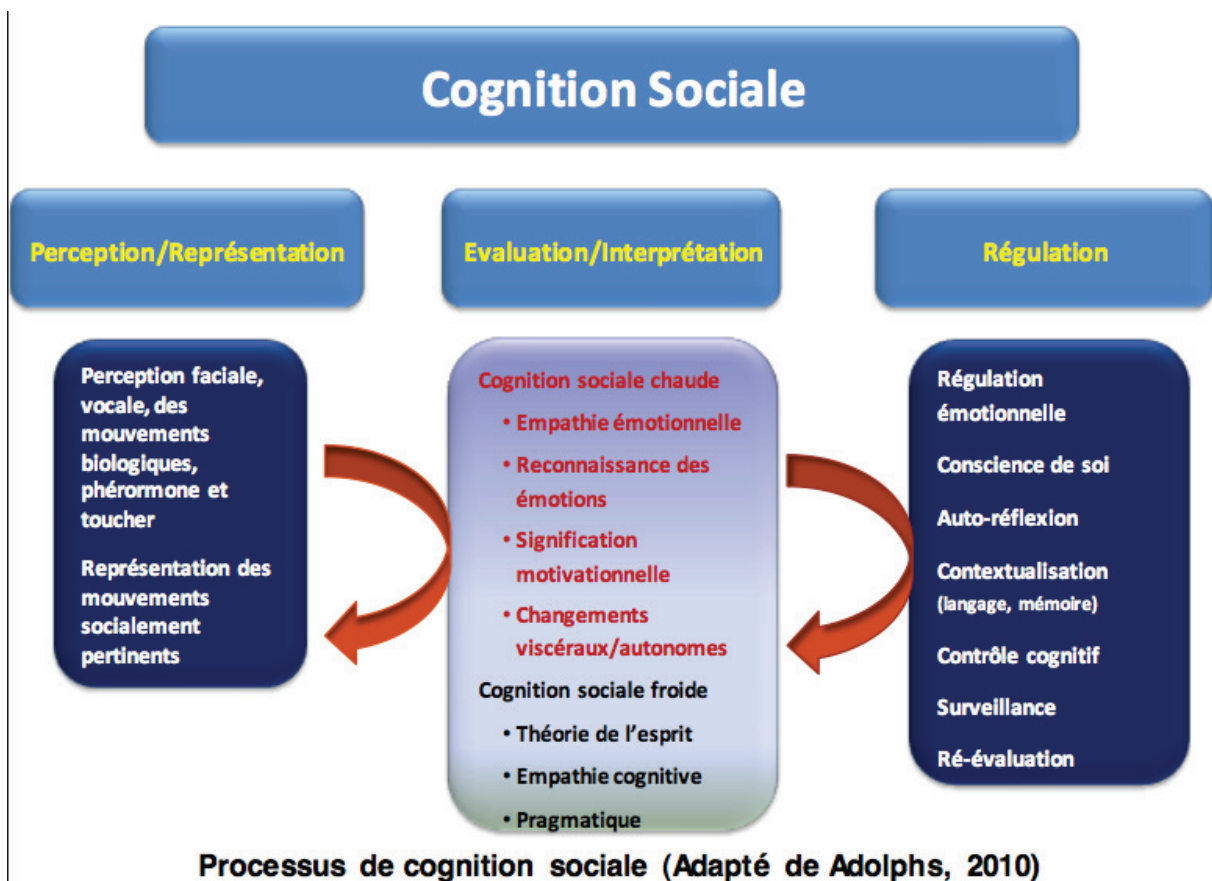 Cognition Sociale
Perception/Représentation
Evaluation/Interprétation
Régulation
Perception faciale,
vocale, des
mouvements
biologiques,
phérormone et
toucher
Représentation des
mouvements
socialement
pertinents
Cognition sociale chaude
• Empathie émotionnelle
• Reconnaissance des
émotions
• Signification
motivationnelle
• Changements
viscéraux/autonomes
Cognition sociale froide
• Théorie de l'esprit
• Empathie cognitive
• Pragmatique
Régulation
émotionnelle
Conscience de soi
Auto-réflexion
Contextualisation
(langage, mémoire)
Contrôle cognitif
Surveillance
Ré-évaluation
Processus de cognition sociale (Adapté de Adolphs, 2010)